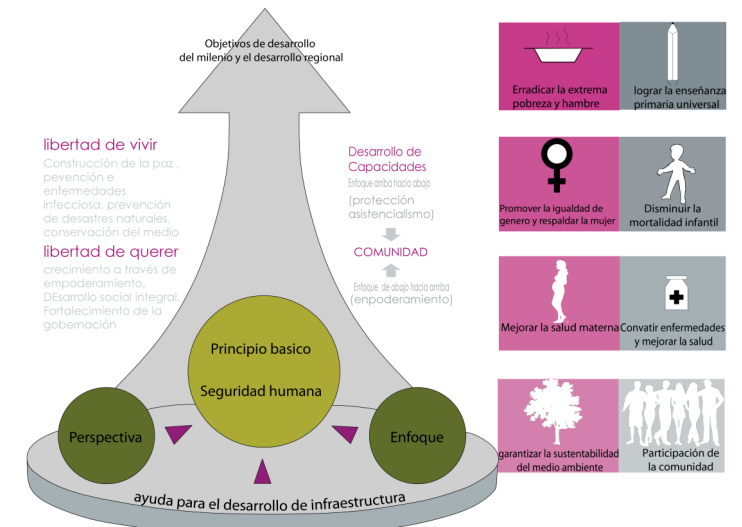 Objetivos de desarrollo
del milenio y el desarrollo regional
libertad de vivir
Construcción de la paz .
pevención e
enfermedades
infecciosa, prevención
de desastres naturales,
conservación del medio
libertad de querer
crecimiento a través de
empoderamiento,
DEsarrollo social integral,
Fortalecimiento de la
gobernación
Desarrollo de
Capacidades
Enfoque arriba hacia abajo
(protección
asistencialismo)
COMUNIDAD
Enfoque de abajo hacia arriba
(enpoderamiento)
Principio basico
Seguridad humana
Perspectiva
Enfoque
ayuda para el desarrollo de infraestructura
Erradicar la extrema
pobreza y hambre
lograr la enseñanza
primaria universal
Promover la igualdad de
genero y respaldar la mujer
Disminuir la
mortalidad infantil
Mejorar la salud materna
Convatir enfermedades
y mejorar la salud
garantizar la sustentabilidad
del medio ambiente
Participación de
la comunidad